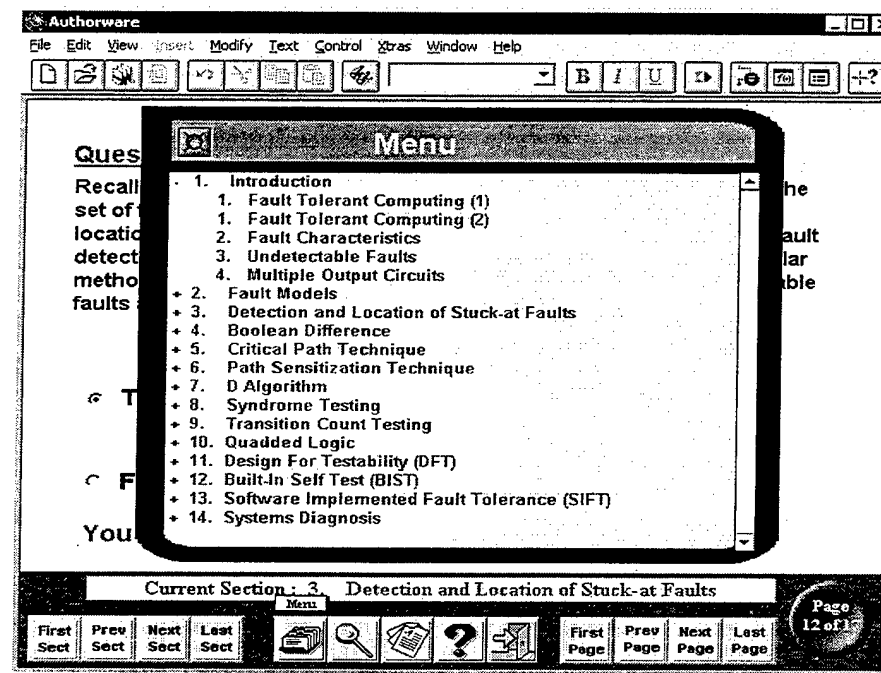 Authorware
File Edit View Insert Modify Text Control Xtras Window Help
B I U
Menu
Ques
Recall
set of
locatio
detect
metho
faults
he
ault
lar
ble
1. Introduction
1. Fault Tolerant Computing (1)
1. Fault Tolerant Computing (2)
2. Fault Characteristics
3. Undetectable Faults
4. Multiple Output Circuits
+ 2. Fault Models
+ 3. Detection and Location of Stuck-at Faults
+ 4. Boolean Difference
+ 5. Critical Path Technique
+ 6. Path Sensitization Technique
+ 7. D Algorithm
+ 8. Syndrome Testing
+ 9. Transition Count Testing
+ 10. Quadded Logic
+ 11. Design For Testability (DFT)
+ 12. Built-In Self Test (BIST)
+ 13. Software Implemented Fault Tolerance (SIFT)
+ 14. Systems Diagnosis
T
F
You
Current Section : 3. Detection and Location of Stuck-at Faults
Menu
First Sect
Prev Sect
Next Sect
Last Sect
First Page
Prev Page
Next Page
Last Page
Page